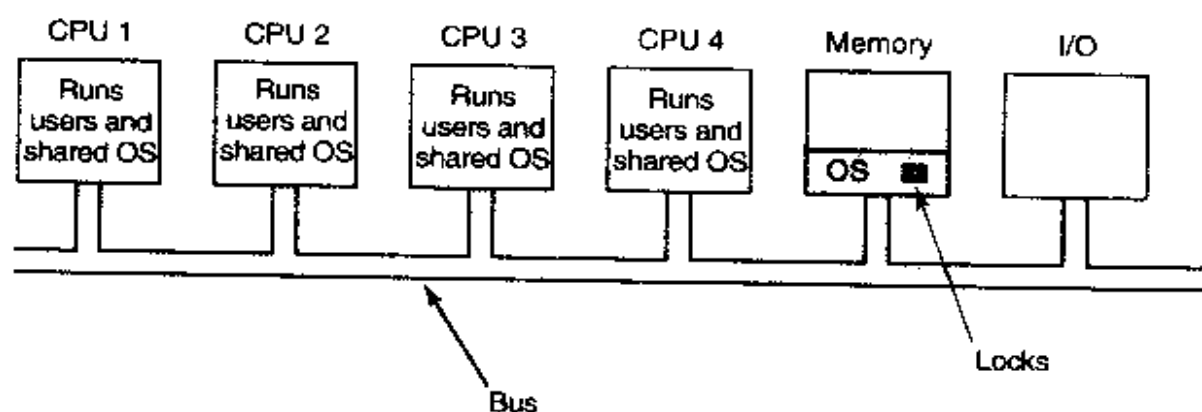 CPU 1
CPU 2
CPU 3
CPU 4
Memory
I/O
Runs
users and
shared OS
Runs
users and
shared OS
Runs
users and
shared OS
Runs
users and
shared OS
OS
Locks
Bus